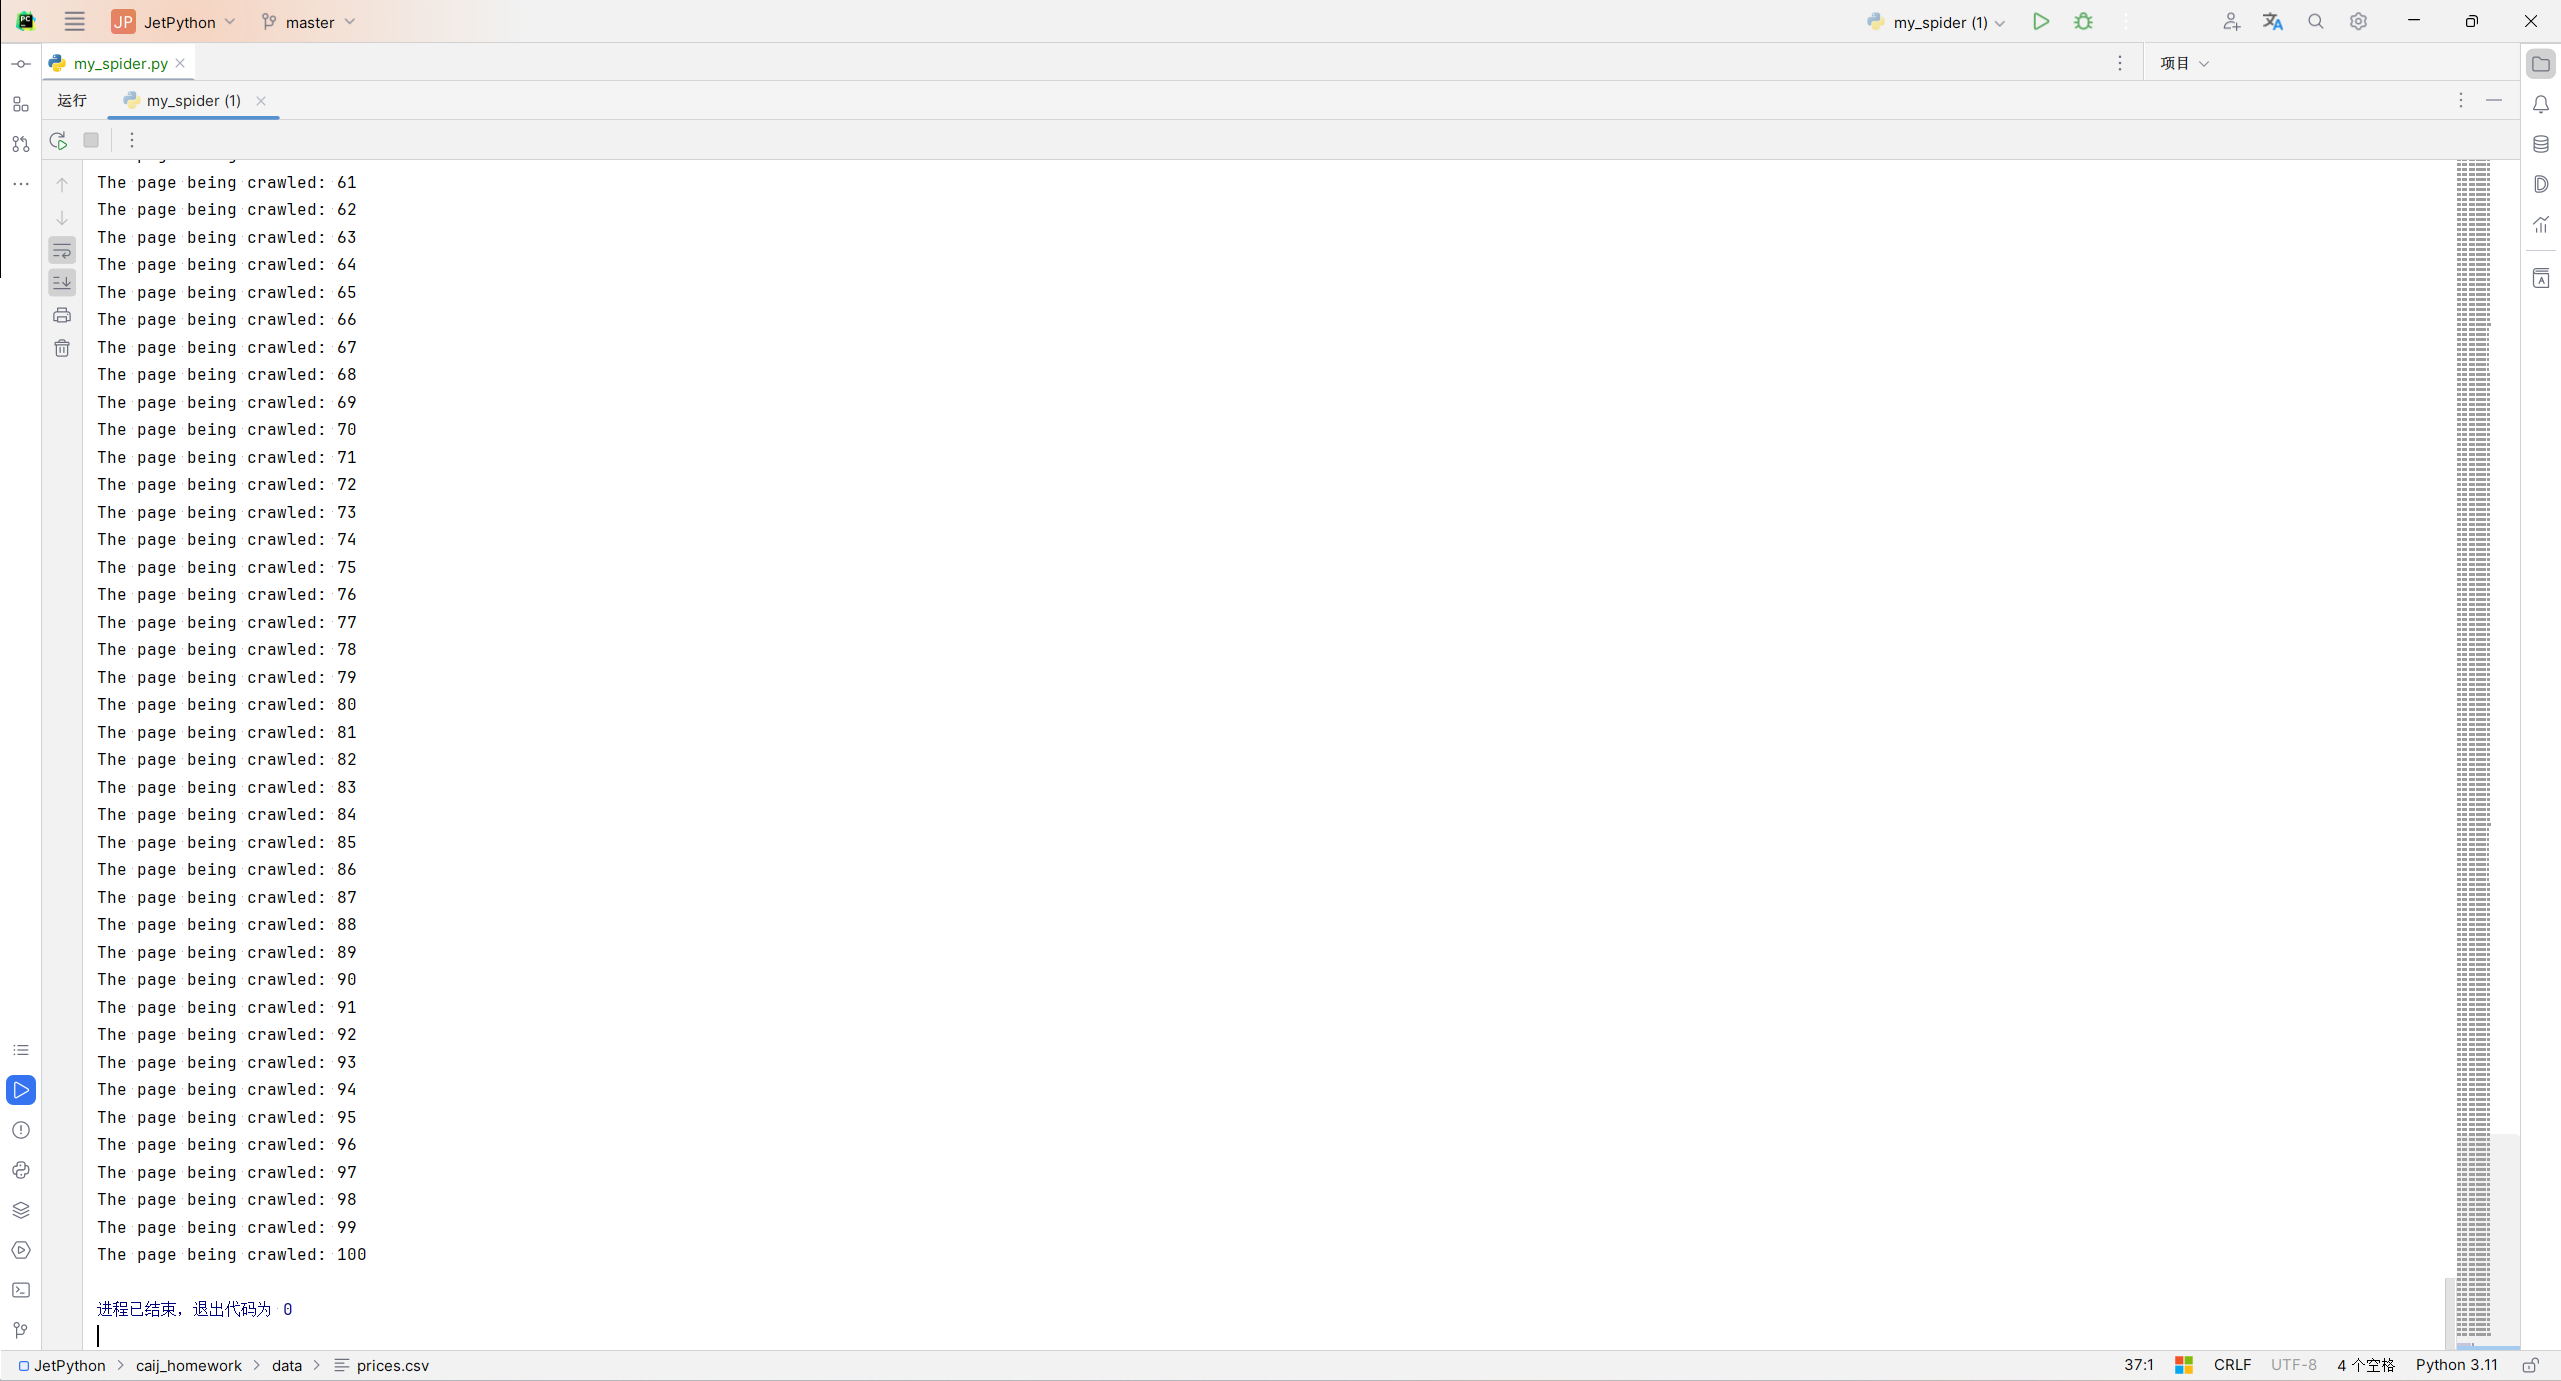 JP JetPython master my_spider (1)
my_spider.py 项目
运行 my_spider (1)
The page being crawled: 61
The page being crawled: 62
The page being crawled: 63
The page being crawled: 64
The page being crawled: 65
The page being crawled: 66
The page being crawled: 67
The page being crawled: 68
The page being crawled: 69
The page being crawled: 70
The page being crawled: 71
The page being crawled: 72
The page being crawled: 73
The page being crawled: 74
The page being crawled: 75
The page being crawled: 76
The page being crawled: 77
The page being crawled: 78
The page being crawled: 79
The page being crawled: 80
The page being crawled: 81
The page being crawled: 82
The page being crawled: 83
The page being crawled: 84
The page being crawled: 85
The page being crawled: 86
The page being crawled: 87
The page being crawled: 88
The page being crawled: 89
The page being crawled: 90
The page being crawled: 91
The page being crawled: 92
The page being crawled: 93
The page being crawled: 94
The page being crawled: 95
The page being crawled: 96
The page being crawled: 97
The page being crawled: 98
The page being crawled: 99
The page being crawled: 100
进程已结束，退出代码为 0
JetPython caij_homework data prices.csv 37:1 CRLF UTF-8 4 个空格 Python 3.11